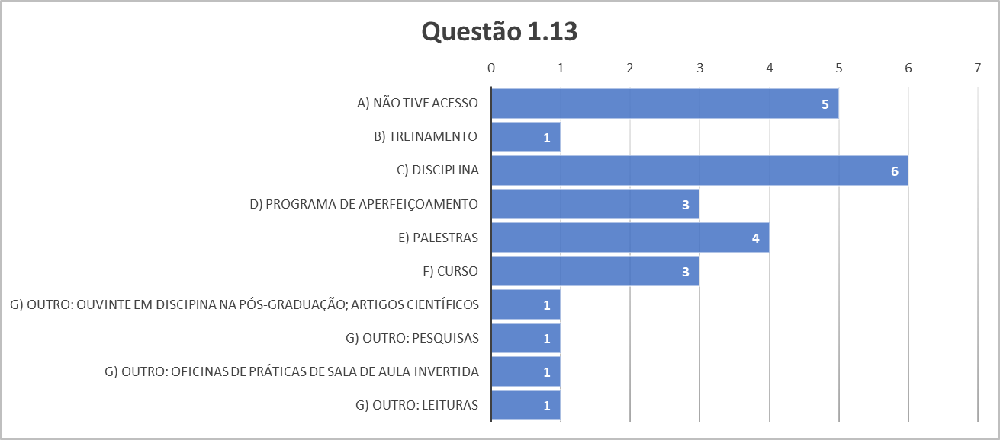 Questão 1.13
0 1 2 3 4 5 6 7
A) NÃO TIVE ACESSO 5
B) TREINAMENTO 1
C) DISCIPLINA 6
D) PROGRAMA DE APERFEIÇOAMENTO 3
E) PALESTRAS 4
F) CURSO 3
G) OUTRO: OUVINTE EM DISCIPINA NA PÓS-GRADUAÇÃO; ARTIGOS CIENTÍFICOS 1
G) OUTRO: PESQUISAS 1
G) OUTRO: OFICINAS DE PRÁTICAS DE SALA DE AULA INVERTIDA 1
G) OUTRO: LEITURAS 1